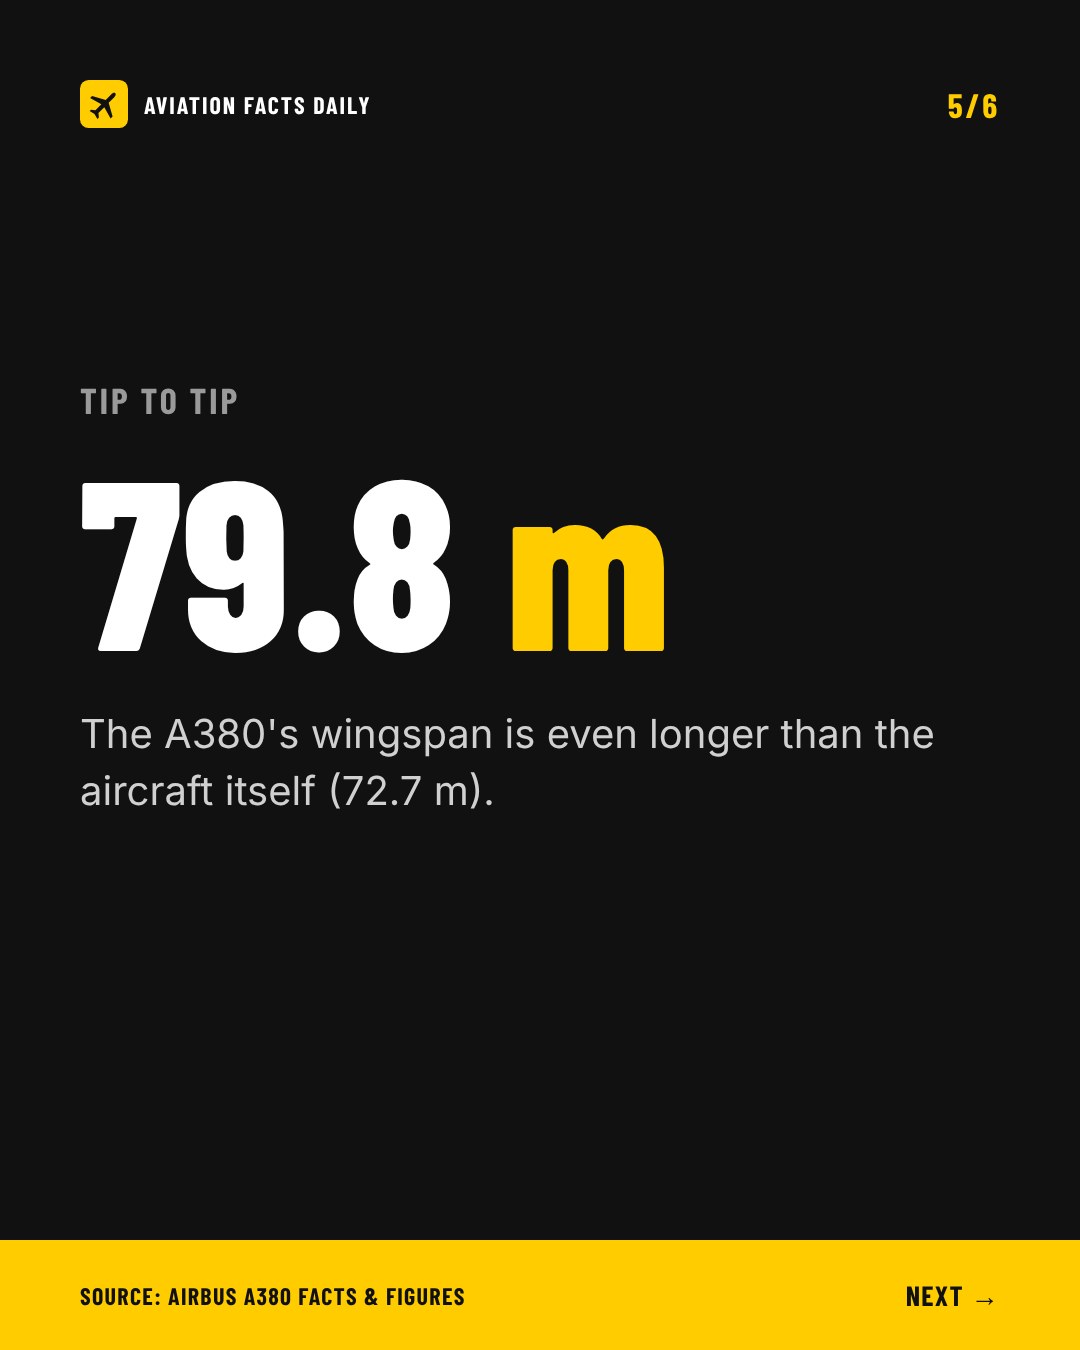 AVIATION FACTS DAILY
5/6
TIP TO TIP
79.8 m
The A380's wingspan is even longer than the
aircraft itself (72.7 m).
SOURCE: AIRBUS A380 FACTS & FIGURES
NEXT →